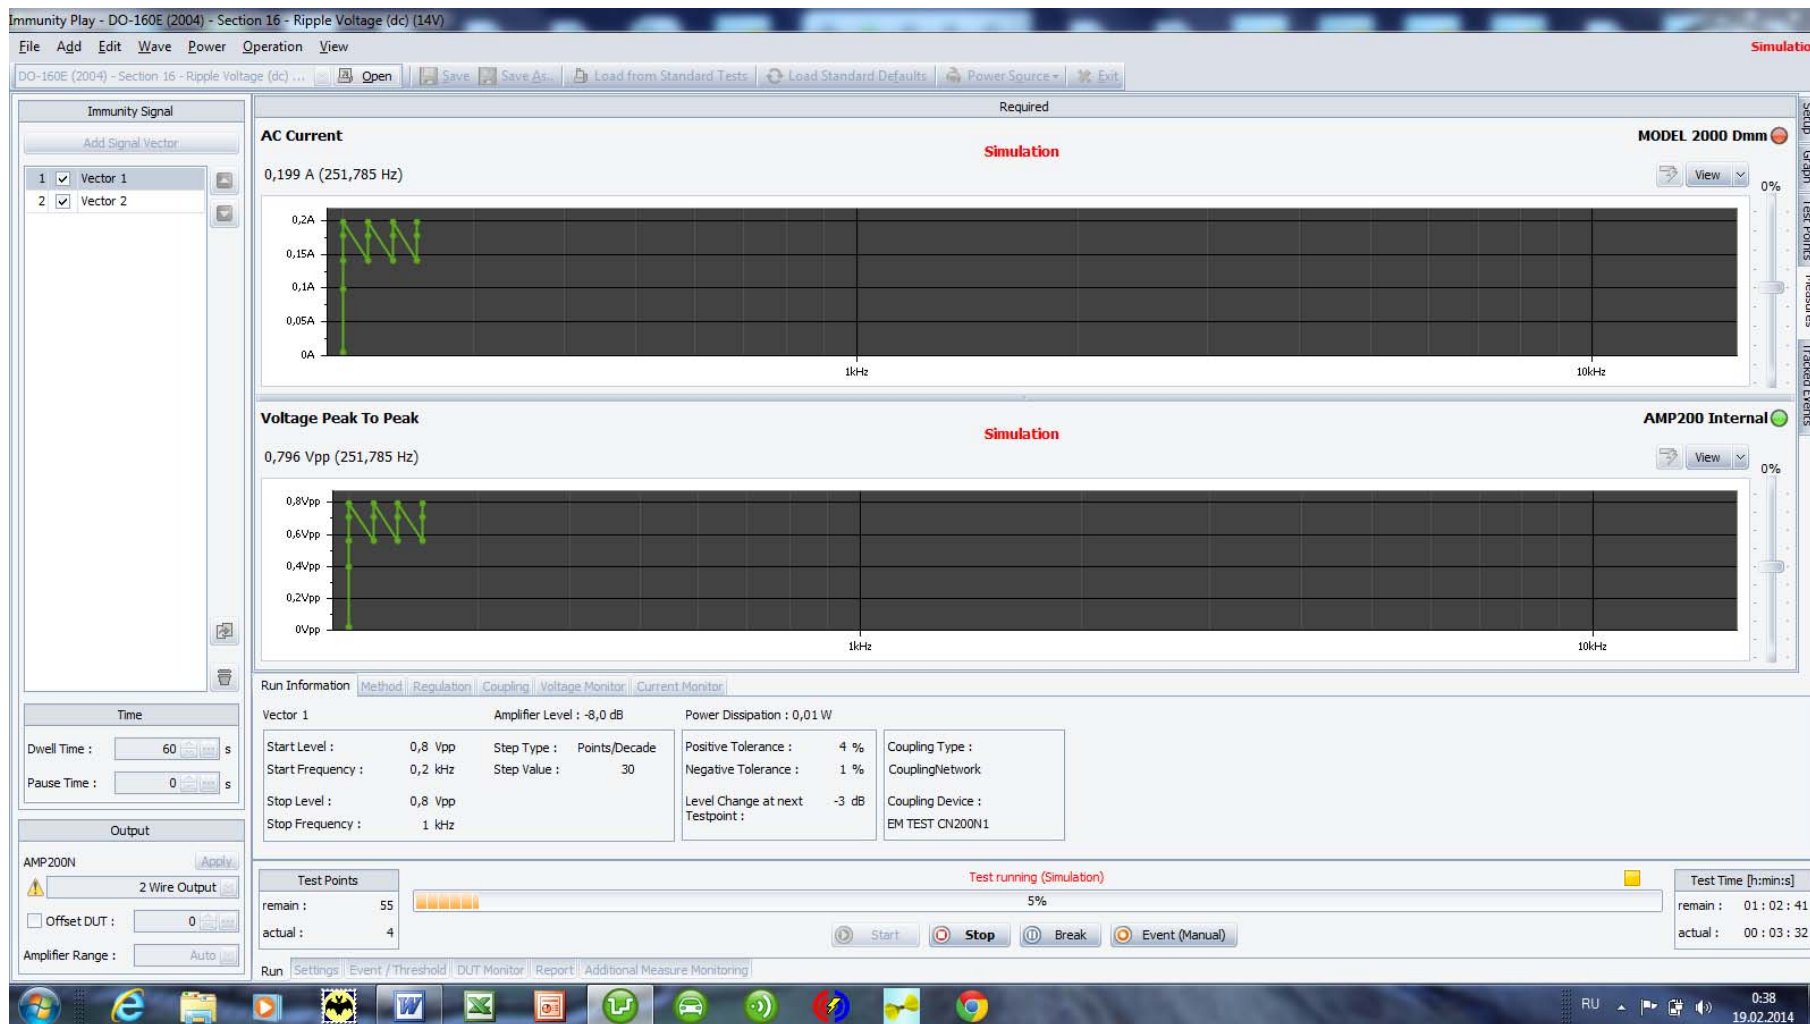 Immunity Play - DO-160E (2004) - Section 16 - Ripple Voltage (dc) (14V)
File Add Edit Wave Power Operation View
Simulatio
DO-160E (2004) - Section 16 - Ripple Voltage (dc) ... Open Save Save As.. Load from Standard Tests Load Standard Defaults Power Source Exit
Immunity Signal
Add Signal Vector
1 Vector 1
2 Vector 2
Required
AC Current
Simulation
MODEL 2000 Dmm
0,199 A (251,785 Hz)
View
0%
0,2A
0,15A
0,1A
0,05A
0A
1kHz
10kHz
Voltage Peak To Peak
Simulation
AMP200 Internal
0,796 Vpp (251,785 Hz)
View
0%
0,8Vpp
0,6Vpp
0,4Vpp
0,2Vpp
0Vpp
1kHz
10kHz
Setup
Graph
Test Points
Measures
Tracked Events
Run Information Method Regulation Coupling Voltage Monitor Current Monitor
Vector 1 Amplifier Level : -8,0 dB Power Dissipation : 0,01 W
Start Level : 0,8 Vpp
Start Frequency : 0,2 kHz
Stop Level : 0,8 Vpp
Stop Frequency : 1 kHz
Step Type : Points/Decade
Step Value : 30
Positive Tolerance : 4 %
Negative Tolerance : 1 %
Level Change at next -3 dB
Testpoint :
Coupling Type :
CouplingNetwork
Coupling Device :
EM TEST CN200N1
Time
Dwell Time : 60 s
Pause Time : 0 s
Output
AMP200N Apply
2 Wire Output
Offset DUT : 0
Amplifier Range : Auto
Test Points
remain : 55
actual : 4
Test running (Simulation)
5%
Start Stop Break Event (Manual)
Test Time [h:min:s]
remain : 01 : 02 : 41
actual : 00 : 03 : 32
Run Settings Event / Threshold DUT Monitor Report Additional Measure Monitoring
RU
0:38
19.02.2014